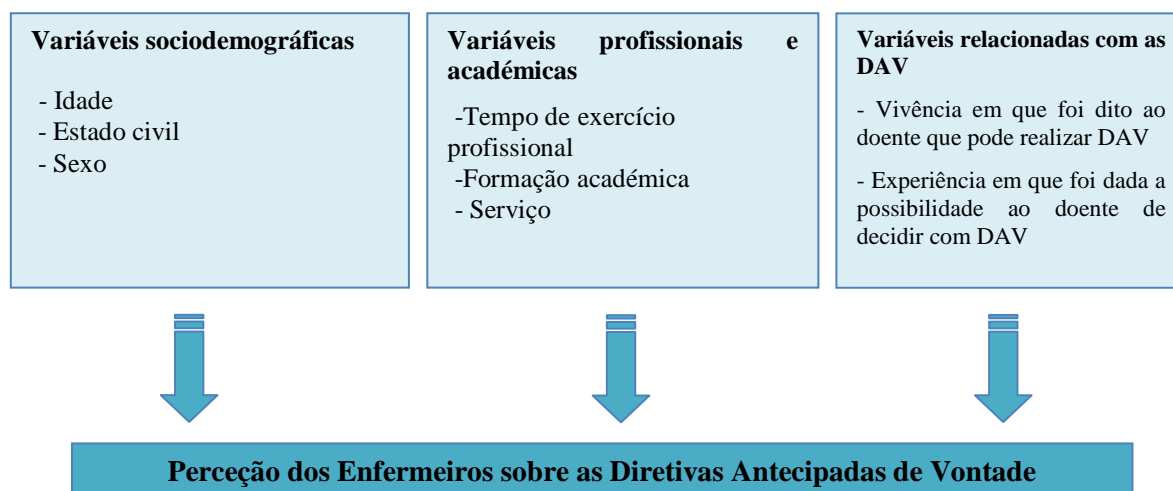 Variáveis sociodemográficas
- Idade
- Estado civil
- Sexo
Variáveis profissionais e
académicas
-Tempo de exercício
profissional
-Formação académica
- Serviço
Variáveis relacionadas com as
DAV
- Vivência em que foi dito ao
doente que pode realizar DAV
- Experiência em que foi dada a
possibilidade ao doente de
decidir com DAV
Perceção dos Enfermeiros sobre as Diretivas Antecipadas de Vontade